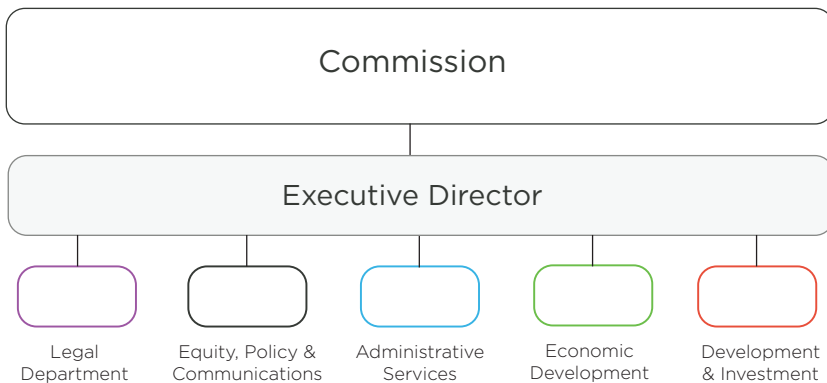 Commission
Executive Director
Legal
Department
Equity, Policy &
Communications
Administrative
Services
Economic
Development
Development
& Investment